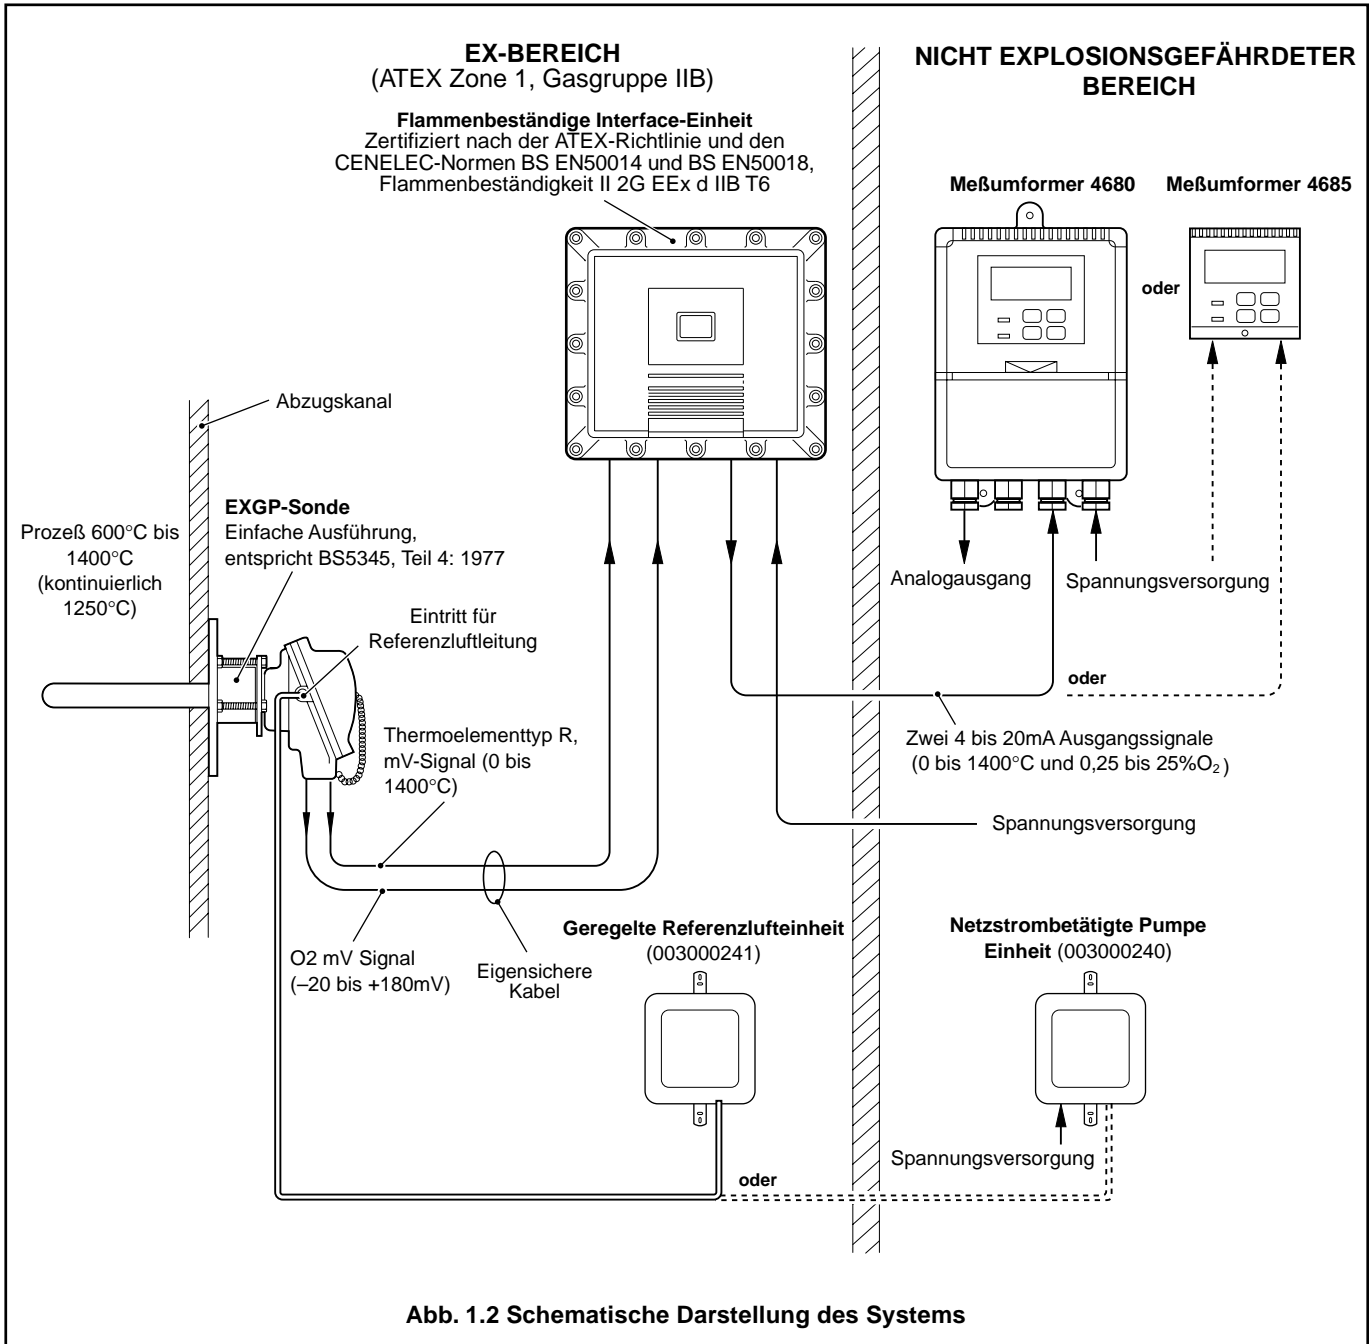 EX-BEREICH
(ATEX Zone 1, Gasgruppe IIB)
NICHT EXPLOSIONSGEFÄHRDETER
BEREICH
Flammenbeständige Interface-Einheit
Zertifiziert nach der ATEX-Richtlinie und den
CENELEC-Normen BS EN50014 und BS EN50018,
Flammenbeständigkeit II 2G EEx d IIB T6
Meßumformer 4680
Meßumformer 4685
oder
Abzugskanal
EXGP-Sonde
Einfache Ausführung,
entspricht BS5345, Teil 4: 1977
Prozeß 600°C bis
1400°C
(kontinuierlich
1250°C)
Analogausgang
Spannungsversorgung
Eintritt für
Referenzluftleitung
oder
Thermoelementtyp R,
mV-Signal (0 bis
1400°C)
Zwei 4 bis 20mA Ausgangssignale
(0 bis 1400°C und 0,25 bis 25%O₂)
Spannungsversorgung
O2 mV Signal
(–20 bis +180mV)
Eigensichere
Kabel
Geregelte Referenzlufteinheit
(003000241)
Netzstrombetätigte Pumpe
Einheit (003000240)
Spannungsversorgung
oder
Abb. 1.2 Schematische Darstellung des Systems